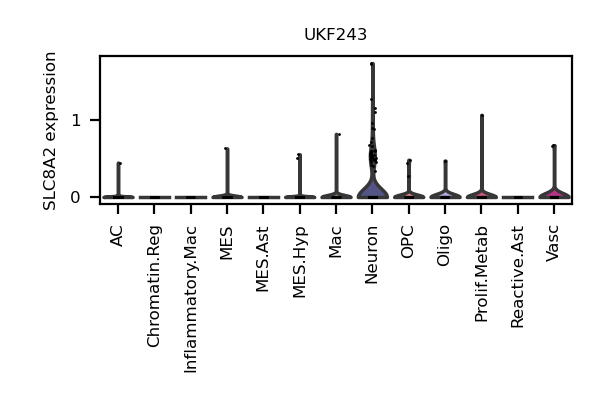 UKF243
SLC8A2 expression
1
0
AC
Chromatin.Reg
Inflammatory.Mac
MES
MES.Ast
MES.Hyp
Mac
Neuron
OPC
Oligo
Prolif.Metab
Reactive.Ast
Vasc